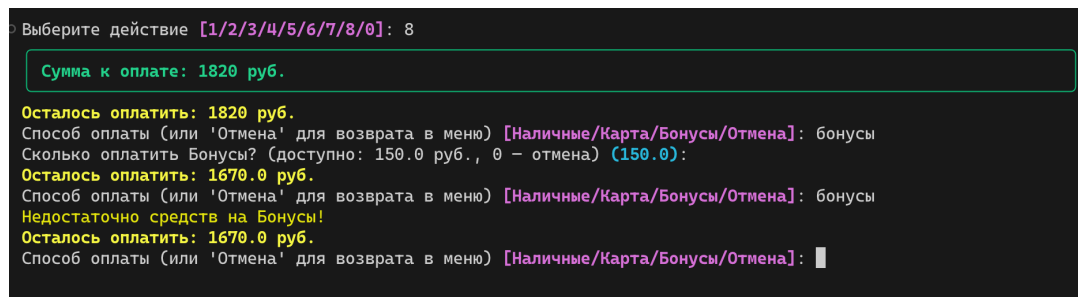 Выберите действие [1/2/3/4/5/6/7/8/0]: 8
Сумма к оплате: 1820 руб.
Осталось оплатить: 1820 руб.
Способ оплаты (или 'Отмена' для возврата в меню) [Наличные/Карта/Бонусы/Отмена]: бонусы
Сколько оплатить Бонусы? (доступно: 150.0 руб., 0 — отмена) (150.0):
Осталось оплатить: 1670.0 руб.
Способ оплаты (или 'Отмена' для возврата в меню) [Наличные/Карта/Бонусы/Отмена]: бонусы
Недостаточно средств на Бонусы!
Осталось оплатить: 1670.0 руб.
Способ оплаты (или 'Отмена' для возврата в меню) [Наличные/Карта/Бонусы/Отмена]: